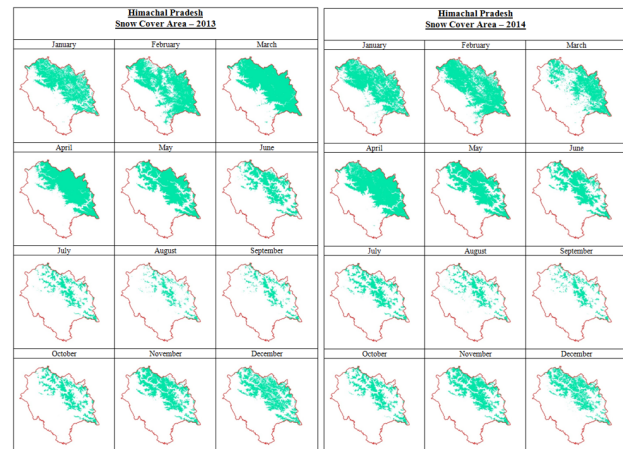 Himachal Pradesh
Snow Cover Area – 2013
January February March
April May June
July August September
October November December
Himachal Pradesh
Snow Cover Area – 2014
January February March
April May June
July August September
October November December